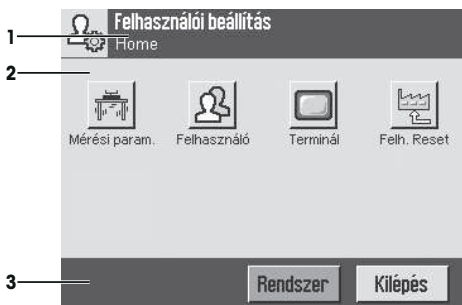 Felhasználói beállítás
1
Home
2
Mérési param. Felhasználó Terminál Felh. Reset
3
Rendszer Kilépés